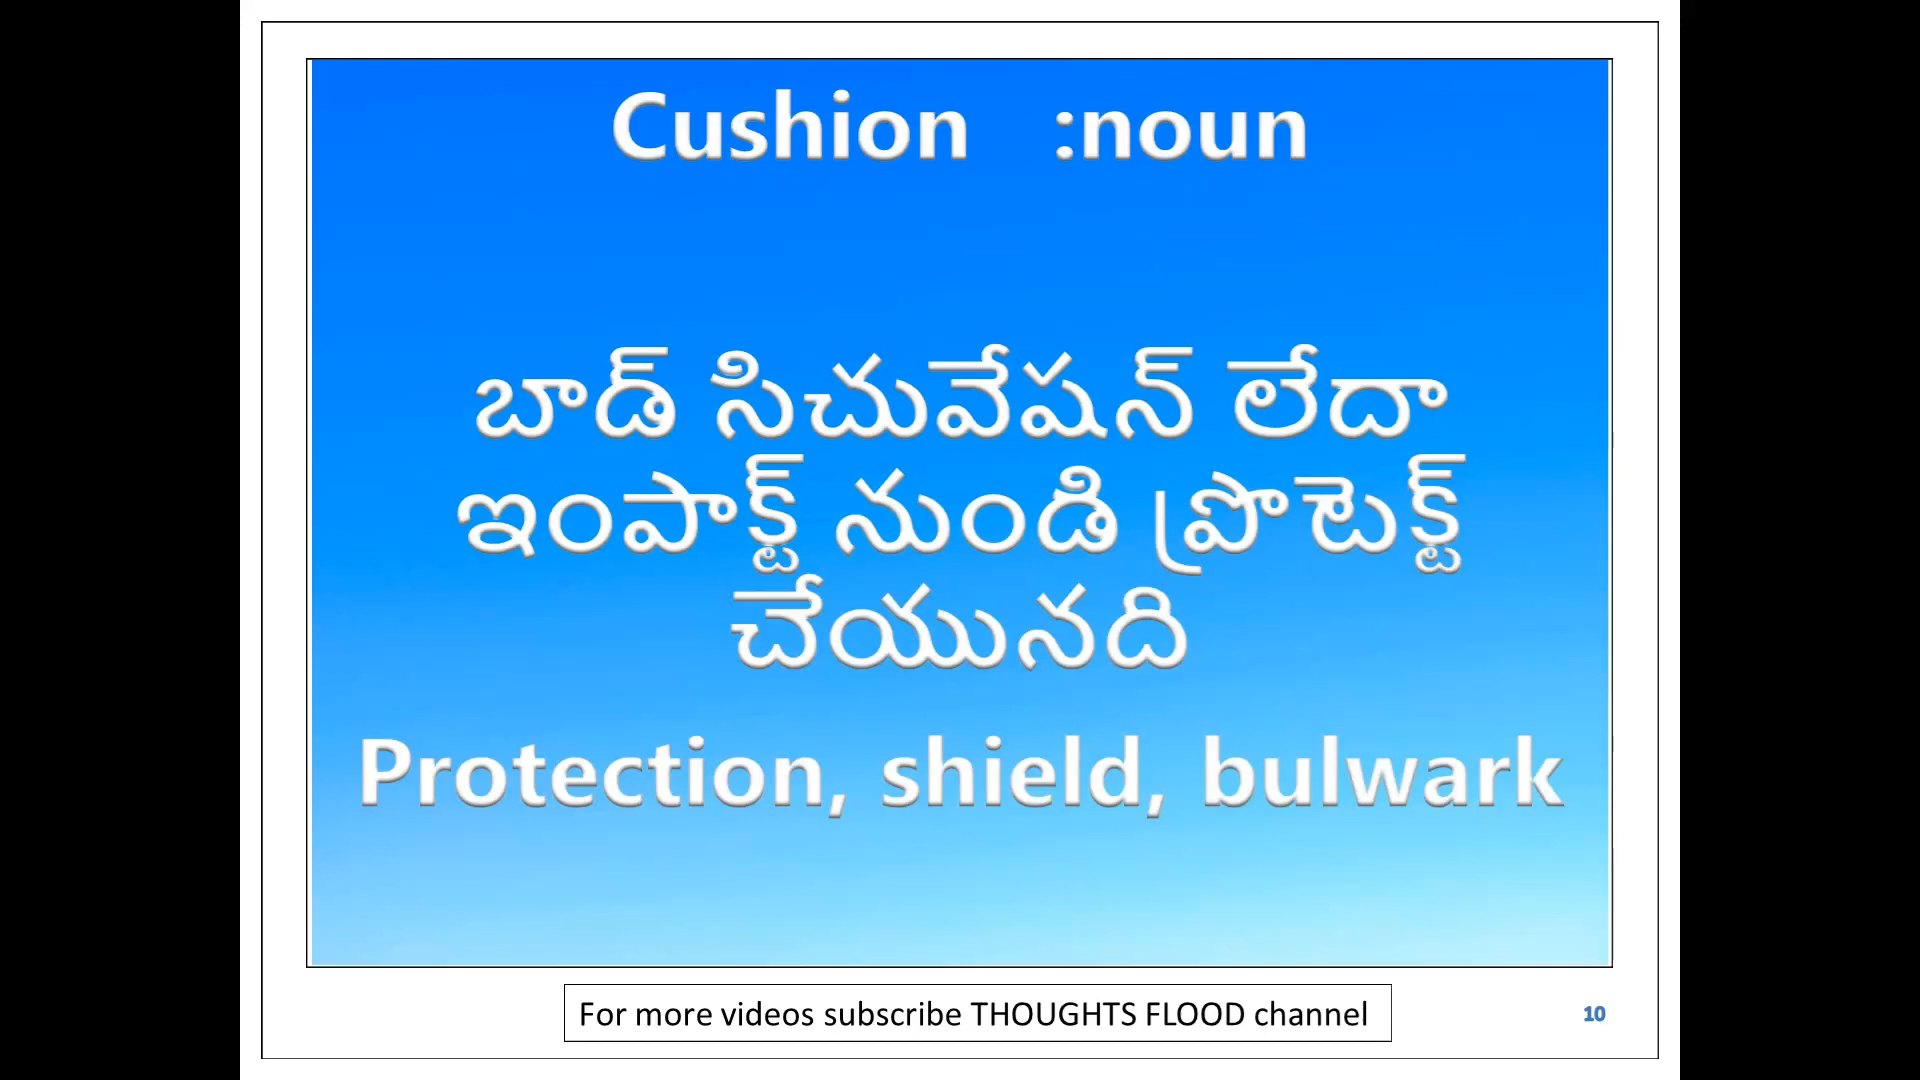 Cushion :noun
బాడ్ సిచువేషన్ లేదా
ఇంపాక్ట్ నుండి ప్రొటెక్ట్
చేయునది
Protection, shield, bulwark
For more videos subscribe THOUGHTS FLOOD channel
10